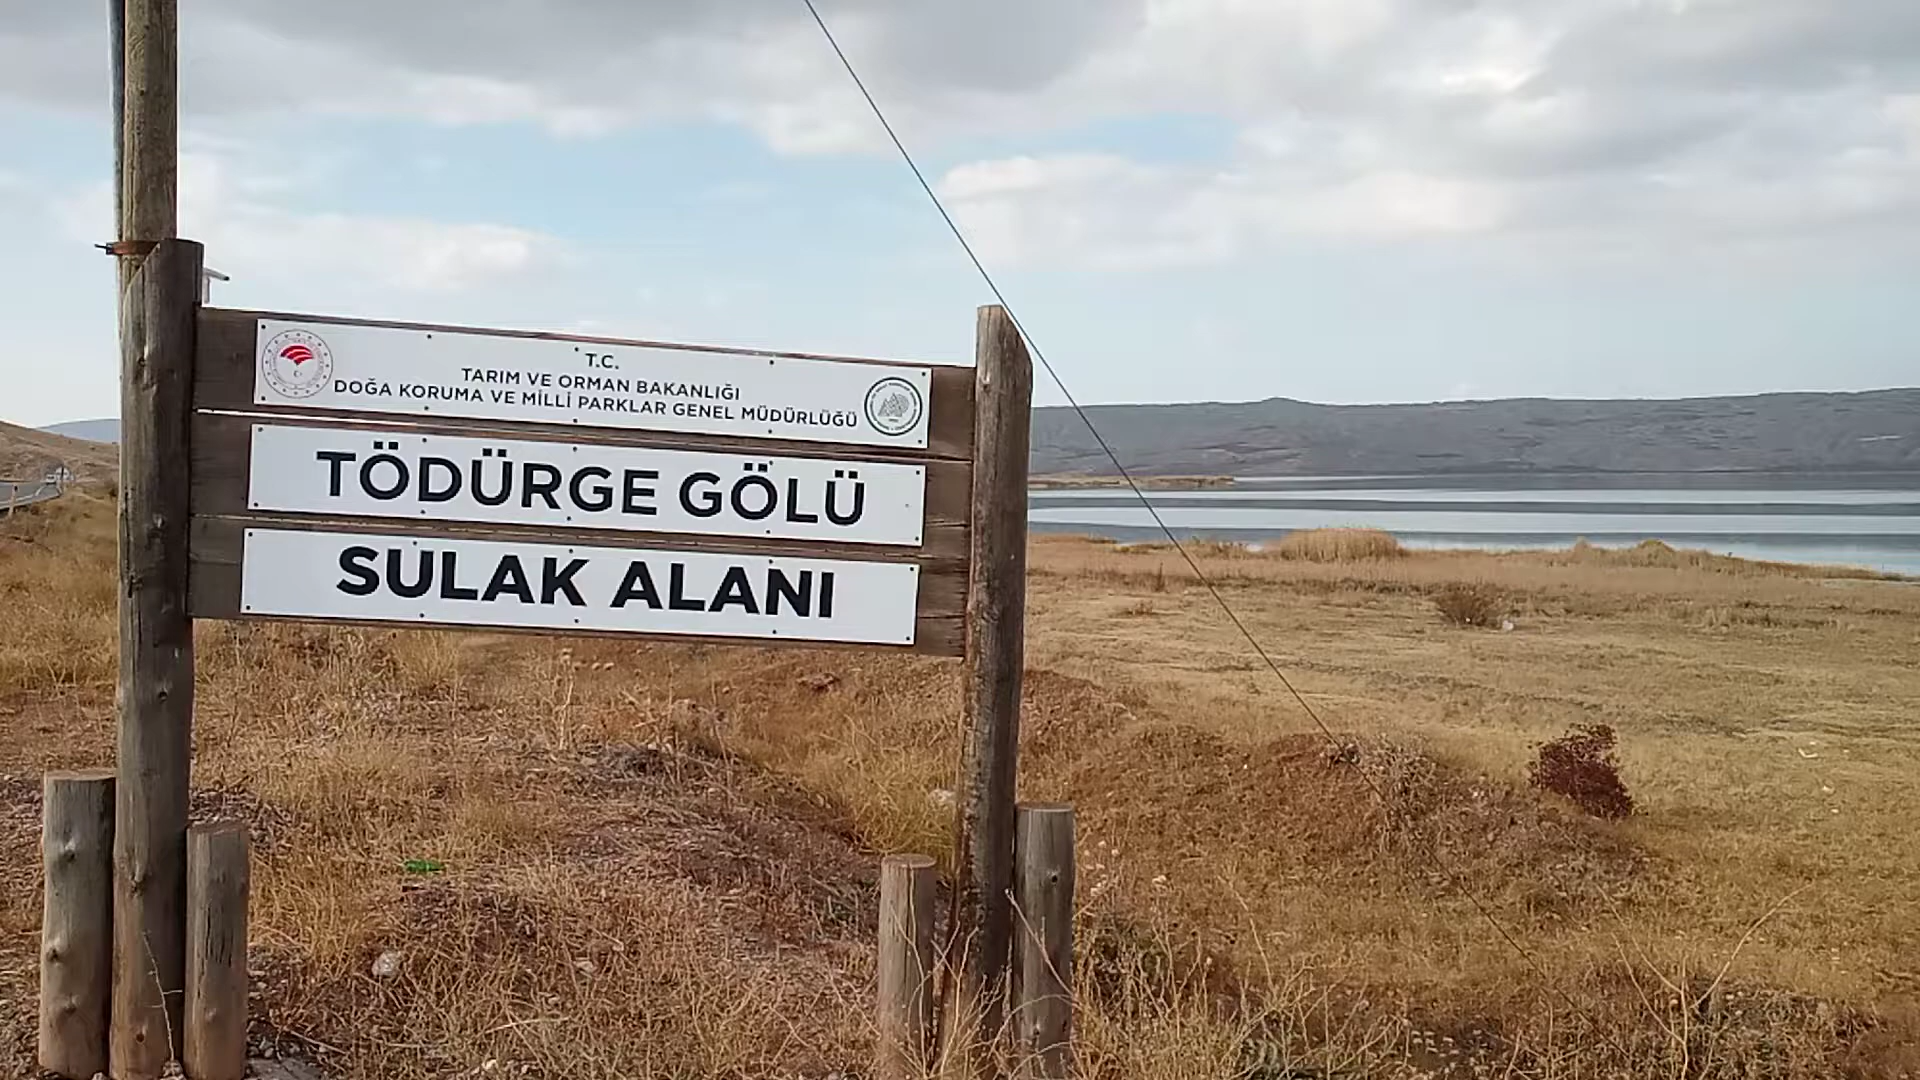 T.C.
TARIM VE ORMAN BAKANLIĞI
DOĞA KORUMA VE MİLLİ PARKLAR GENEL MÜDÜRLÜĞÜ
TÖDÜRGE GÖLÜ
SULAK ALANI